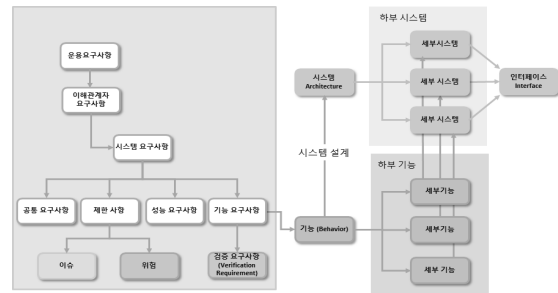 하부 시스템
운용요구사항
세부시스템
이해관계자
요구사항
시스템
Architecture
세부 시스템
인터페이스
Interface
세부 시스템
시스템 요구사항
시스템 설계
하부 기능
공통 요구사항
제한 사항
성능 요구사항
기능 요구사항
세부기능
기능 (Behavior)
세부기능
이슈
위험
검증 요구사항
(Verification
Requirement)
세부 기능